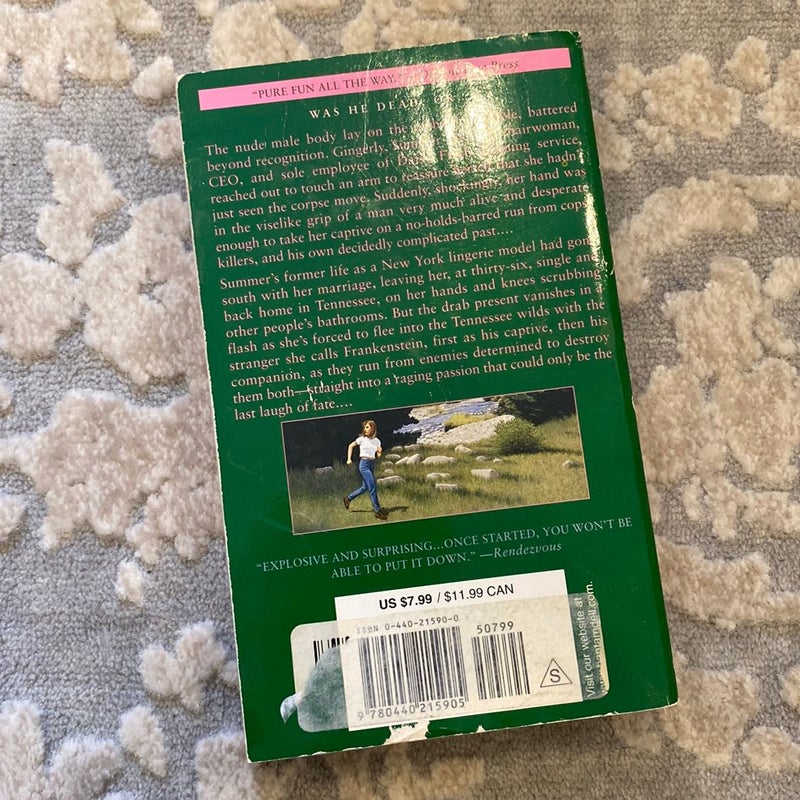 "PURE FUN ALL THE WAY." Press
WAS HE DEAD
The nude male body lay on the battered
beyond recognition. Gingerly, Chairwoman,
CEO, and sole employee of service,
reached out to touch an arm to reassure that she hadn't
just seen the corpse move. Suddenly, shockingly, her hand was
in the viselike grip of a man very much alive and desperate
enough to take her captive on a no-holds-barred run from cops,
killers, and his own decidedly complicated past....
Summer's former life as a New York lingerie model had gone
south with her marriage, leaving her, at thirty-six, single and
back home in Tennessee, on her hands and knees scrubbing
other people's bathrooms. But the drab present vanishes in a
flash as she's forced to flee into the Tennessee wilds with the
stranger she calls Frankenstein, first as his captive, then his
companion, as they run from enemies determined to destroy
them both—straight into a raging passion that could only be the
last laugh of fate....
"EXPLOSIVE AND SURPRISING...ONCE STARTED, YOU WON'T BE
ABLE TO PUT IT DOWN." —Rendezvous
US $7.99 / $11.99 CAN
ISBN 0-440-21590-0
50799
9 780440 215905
S
Visit our website at
bantamdell.com.